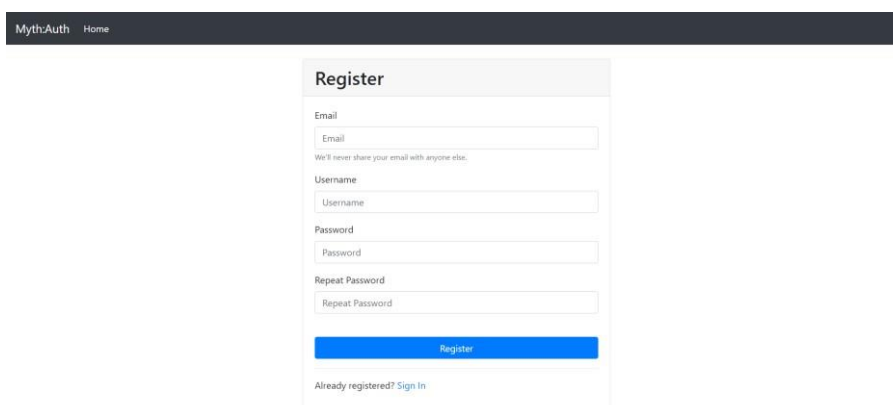 Myth:Auth Home
Register
Email
Email
We'll never share your email with anyone else.
Username
Username
Password
Password
Repeat Password
Repeat Password
Register
Already registered? Sign In